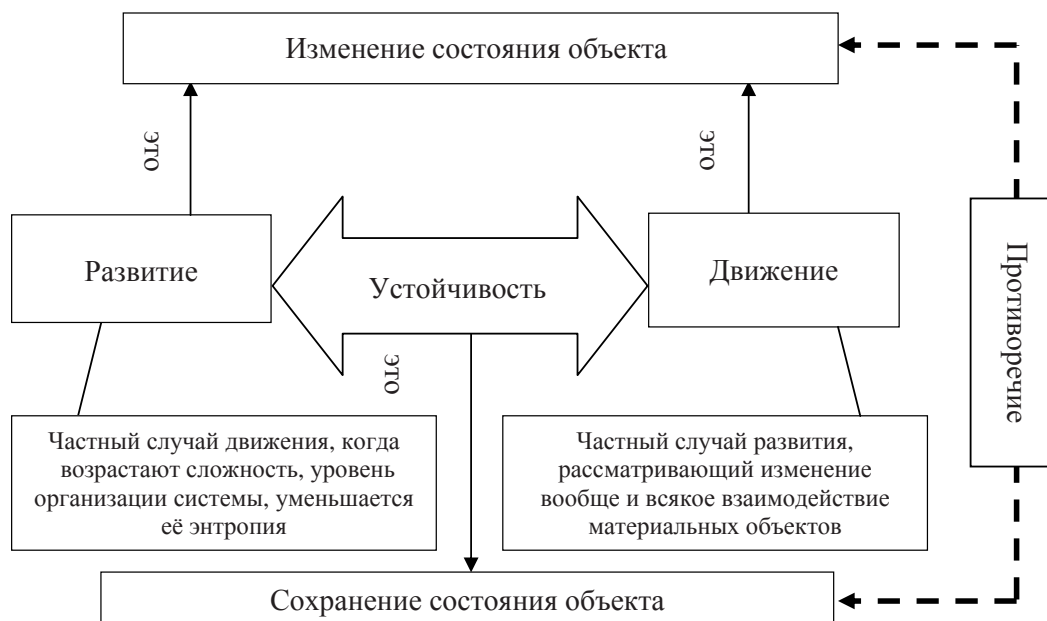 Изменение состояния объекта
это
это
Развитие
Устойчивость
Движение
Противоречие
это
Частный случай движения, когда
возрастают сложность, уровень
организации системы, уменьшается
её энтропия
Частный случай развития,
рассматривающий изменение
вообще и всякое взаимодействие
материальных объектов
Сохранение состояния объекта